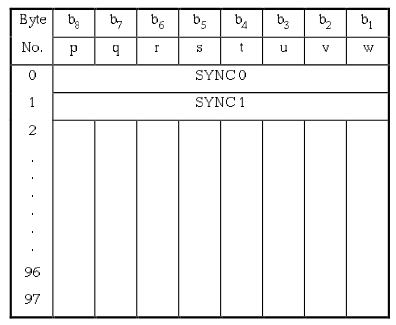 Byte b8 b7 b6 b5 b4 b3 b2 b1
No. p q r s t u v w
0 SYNC 0
1 SYNC 1
2
.
.
.
.
.
.
96
97